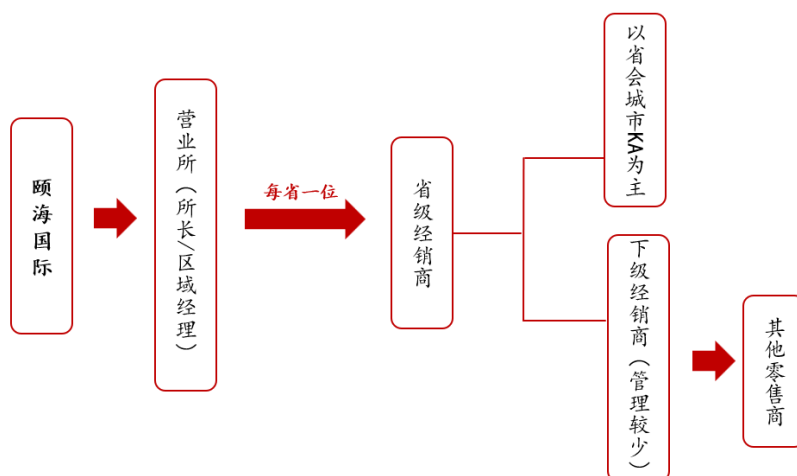 颐海国际
营业所（所长/区域经理）
每省一位
省级经销商
以省会城市KA为主
下级经销商（管理较少）
其他零售商